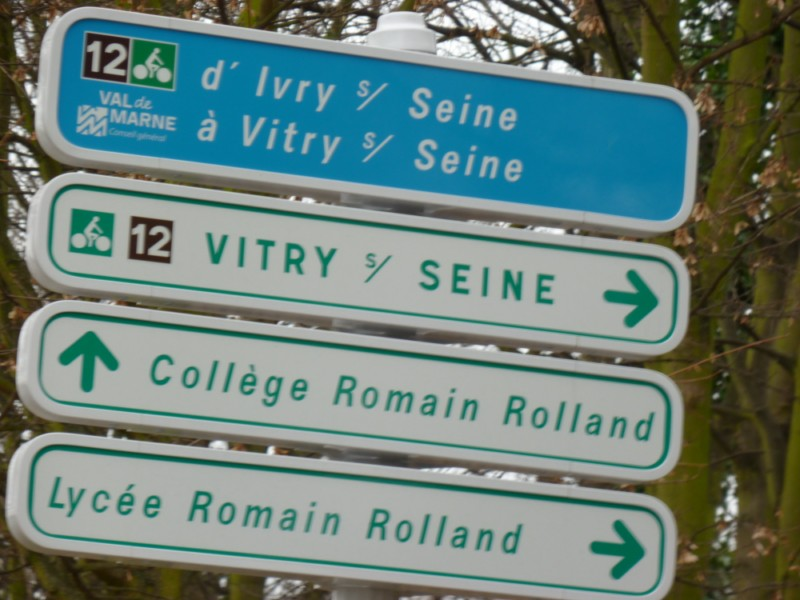 12
d' Ivry s/ Seine
VAL de
MARNE
Conseil général
à Vitry s/ Seine
12 VITRY s/ SEINE
Collège Romain Rolland
Lycée Romain Rolland